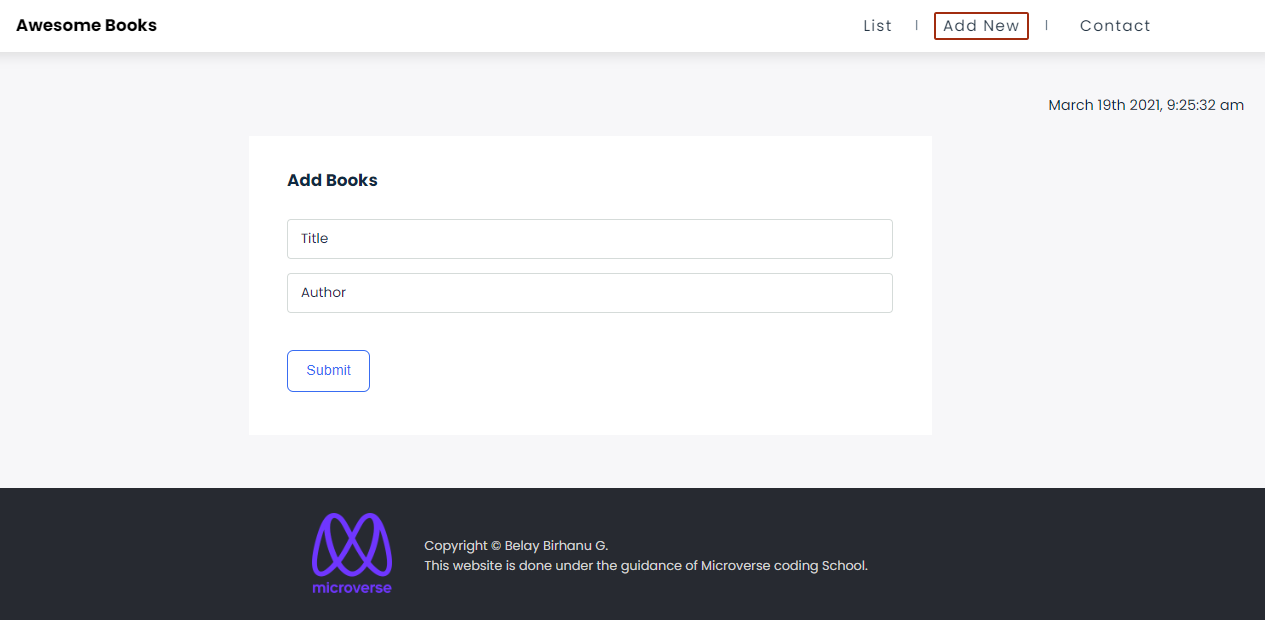 Awesome Books
List | Add New | Contact
March 19th 2021, 9:25:32 am
Add Books
Title
Author
Submit
microverse
Copyright © Belay Birhanu G.
This website is done under the guidance of Microverse coding School.